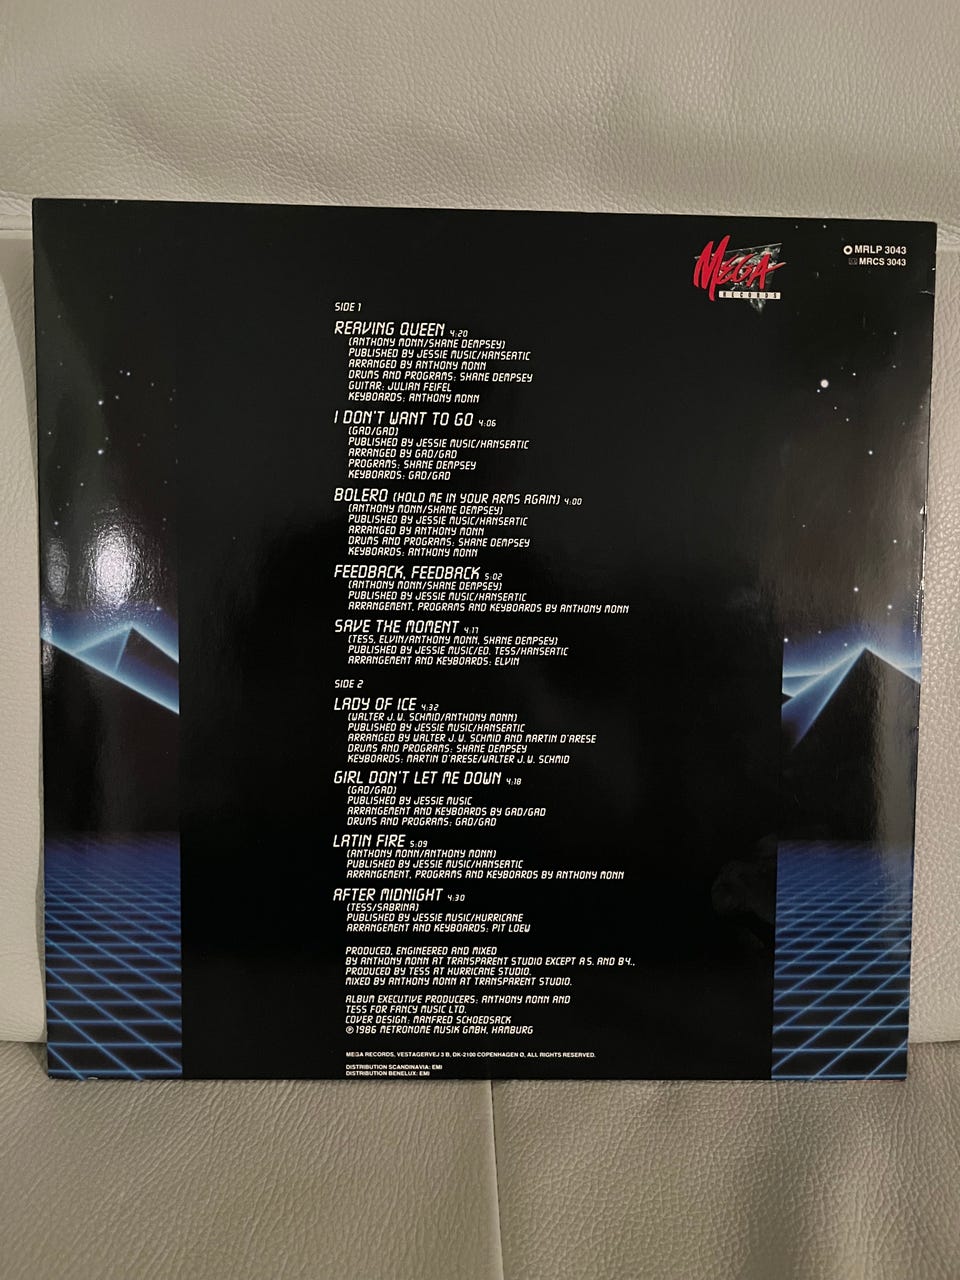 MEGA
RECORDS
MRLP 3043
MRCS 3043
SIDE 1
REAVING QUEEN 4:20
(ANTHONY MONN/SHANE DEMPSEY)
PUBLISHED BY JESSIE MUSIC/HANSEATIC
ARRANGED BY ANTHONY MONN
DRUMS AND PROGRAMS: SHANE DEMPSEY
GUITAR: JULIAN FEIFEL
KEYBOARDS: ANTHONY MONN
I DON'T WANT TO GO 4:06
(GAD/GAD)
PUBLISHED BY JESSIE MUSIC/HANSEATIC
ARRANGED BY GAD/GAD
PROGRAMS: SHANE DEMPSEY
KEYBOARDS: GAD/GAD
BOLERO (HOLD ME IN YOUR ARMS AGAIN) 4:00
(ANTHONY MONN/SHANE DEMPSEY)
PUBLISHED BY JESSIE MUSIC/HANSEATIC
ARRANGED BY ANTHONY MONN
DRUMS AND PROGRAMS: SHANE DEMPSEY
KEYBOARDS: ANTHONY MONN
FEEDBACK, FEEDBACK 5:02
(ANTHONY MONN/SHANE DEMPSEY)
PUBLISHED BY JESSIE MUSIC/HANSEATIC
ARRANGEMENT, PROGRAMS AND KEYBOARDS BY ANTHONY MONN
SAVE THE MOMENT 4:17
(TESS, ELVIN/ANTHONY MONN, SHANE DEMPSEY)
PUBLISHED BY JESSIE MUSIC/ED. TESS/HANSEATIC
ARRANGEMENT AND KEYBOARDS: ELVIN
SIDE 2
LADY OF ICE 4:32
(WALTER J. W. SCHMID/ANTHONY MONN)
PUBLISHED BY JESSIE MUSIC/HANSEATIC
ARRANGED BY WALTER J. W. SCHMID AND MARTIN D'ARESE
DRUMS AND PROGRAMS: SHANE DEMPSEY
KEYBOARDS: MARTIN D'ARESE/WALTER J. W. SCHMID
GIRL DON'T LET ME DOWN 4:18
(GAD/GAD)
PUBLISHED BY JESSIE MUSIC
ARRANGEMENT AND KEYBOARDS BY GAD/GAD
DRUMS AND PROGRAMS: GAD/GAD
LATIN FIRE 5:09
(ANTHONY MONN/ANTHONY MONN)
PUBLISHED BY JESSIE MUSIC/HANSEATIC
ARRANGEMENT, PROGRAMS AND KEYBOARDS BY ANTHONY MONN
AFTER MIDNIGHT 4:30
(TESS/SABRINA)
PUBLISHED BY JESSIE MUSIC/HURRICANE
ARRANGEMENT AND KEYBOARDS: PIT LOEW
PRODUCED, ENGINEERED AND MIXED
BY ANTHONY MONN AT TRANSPARENT STUDIO EXCEPT A 5. AND B 4.,
PRODUCED BY TESS AT HURRICANE STUDIO.
MIXED BY ANTHONY MONN AT TRANSPARENT STUDIO.
ALBUM EXECUTIVE PRODUCERS: ANTHONY MONN AND
TESS FOR FANCY MUSIC LTD.
COVER DESIGN: MANFRED SCHOEDSACK
℗ 1986 METRONOME MUSIK GMBH, HAMBURG
MEGA RECORDS, VESTAGERVEJ 3 B, DK-2100 COPENHAGEN Ø, ALL RIGHTS RESERVED.
DISTRIBUTION SCANDINAVIA: EMI
DISTRIBUTION BENELUX: EMI